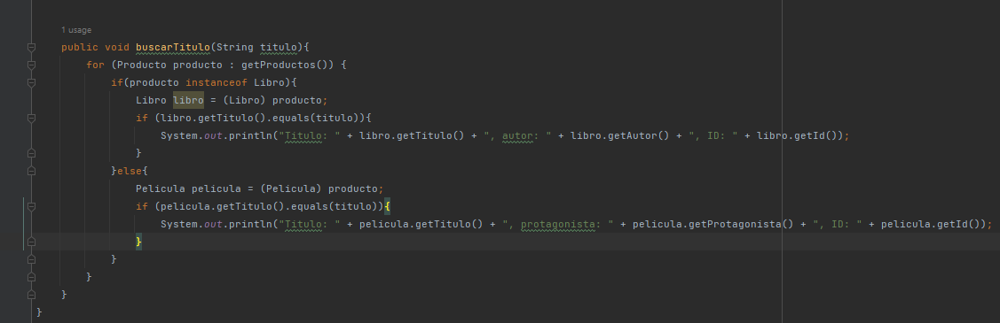 1 usage
public void buscarTitulo(String titulo){
for (Producto producto : getProductos()) {
if(producto instanceof Libro){
Libro libro = (Libro) producto;
if (libro.getTitulo().equals(titulo)){
System.out.println("Titulo: " + libro.getTitulo() + ", autor: " + libro.getAutor() + ", ID: " + libro.getId());
}
}else{
Pelicula pelicula = (Pelicula) producto;
if (pelicula.getTitulo().equals(titulo)){
System.out.println("Titulo: " + pelicula.getTitulo() + ", protagonista: " + pelicula.getProtagonista() + ", ID: " + pelicula.getId());
}
}
}
}
}